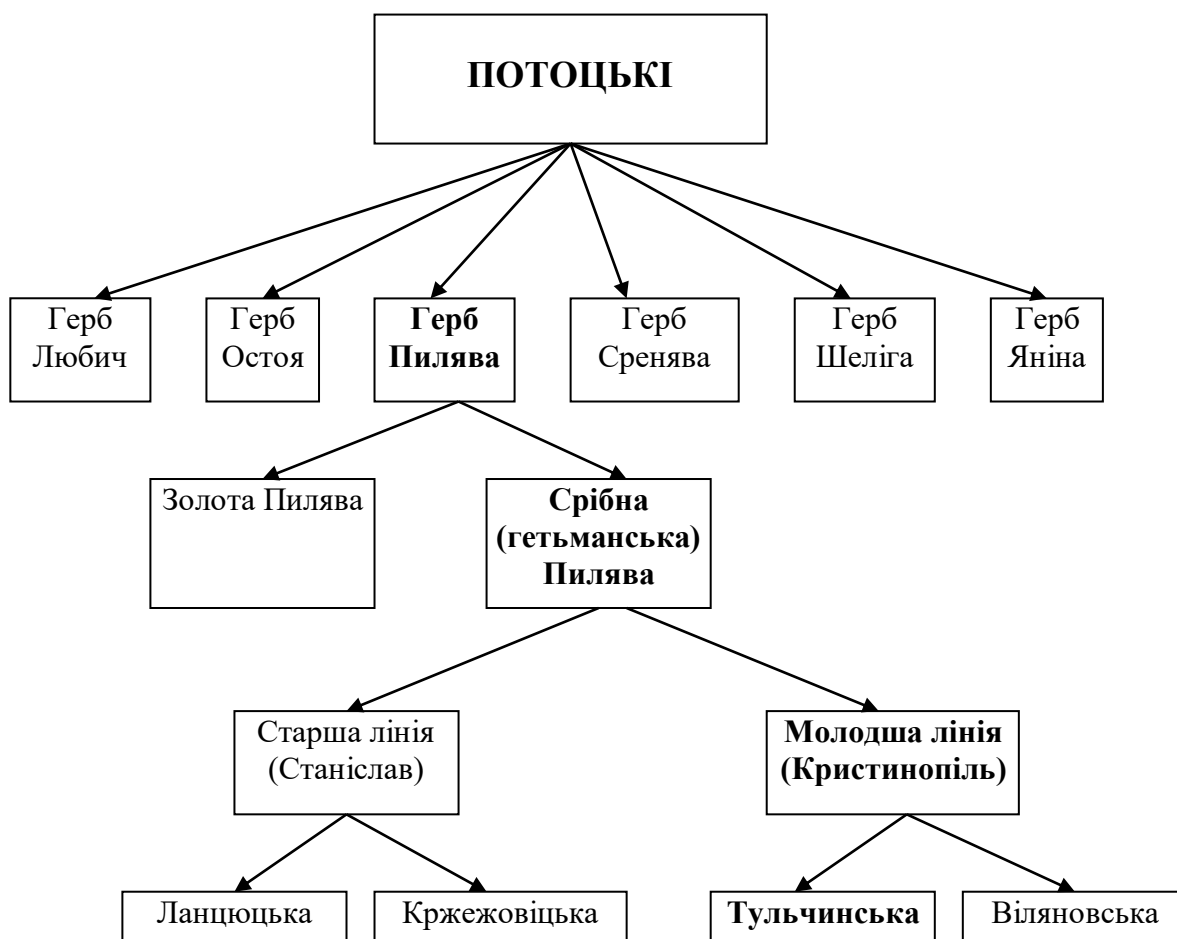 ПОТОЦЬКІ
Герб
Любич
Герб
Остоя
Герб
Пилява
Герб
Сренява
Герб
Шеліга
Герб
Яніна
Золота Пилява
Срібна
(гетьманська)
Пилява
Старша лінія
(Станіслав)
Молодша лінія
(Кристинопіль)
Ланцюцька
Кржежовіцька
Тульчинська
Віляновська